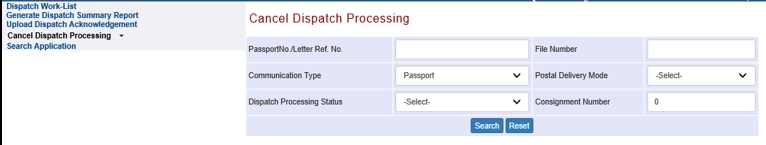 Dispatch Work-List
Generate Dispatch Summary Report
Upload Dispatch Acknowledgement
Cancel Dispatch Processing
Search Application
Cancel Dispatch Processing
PassportNo./Letter Ref. No. File Number
Communication Type Passport Postal Delivery Mode -Select-
Dispatch Processing Status -Select- Consignment Number 0
Search Reset